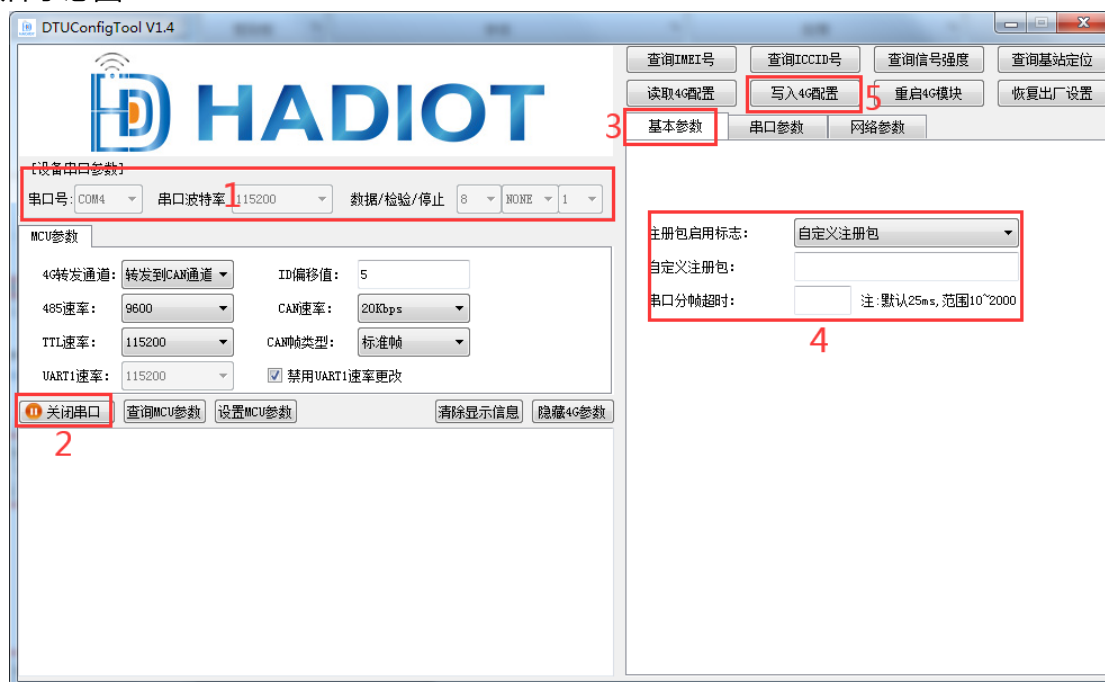 DTUConfigTool V1.4
HADIOT
查询IMEI号 查询ICCID号 查询信号强度 查询基站定位
读取4G配置 写入4G配置 5 重启4G模块 恢复出厂设置
3 基本参数 串口参数 网络参数
[设备串口参数]
串口号: COM4 串口波特率 1 115200 数据/检验/停止 8 NONE 1
MCU参数
4G转发通道: 转发到CAN通道 ID偏移值: 5
485速率: 9600 CAN速率: 20Kbps
TTL速率: 115200 CAN帧类型: 标准帧
UART1速率: 115200 禁用UART1速率更改
关闭串口 查询MCU参数 设置MCU参数 清除显示信息 隐藏4G参数
2
注册包启用标志: 自定义注册包
自定义注册包:
串口分帧超时: 注:默认25ms,范围10~2000
4